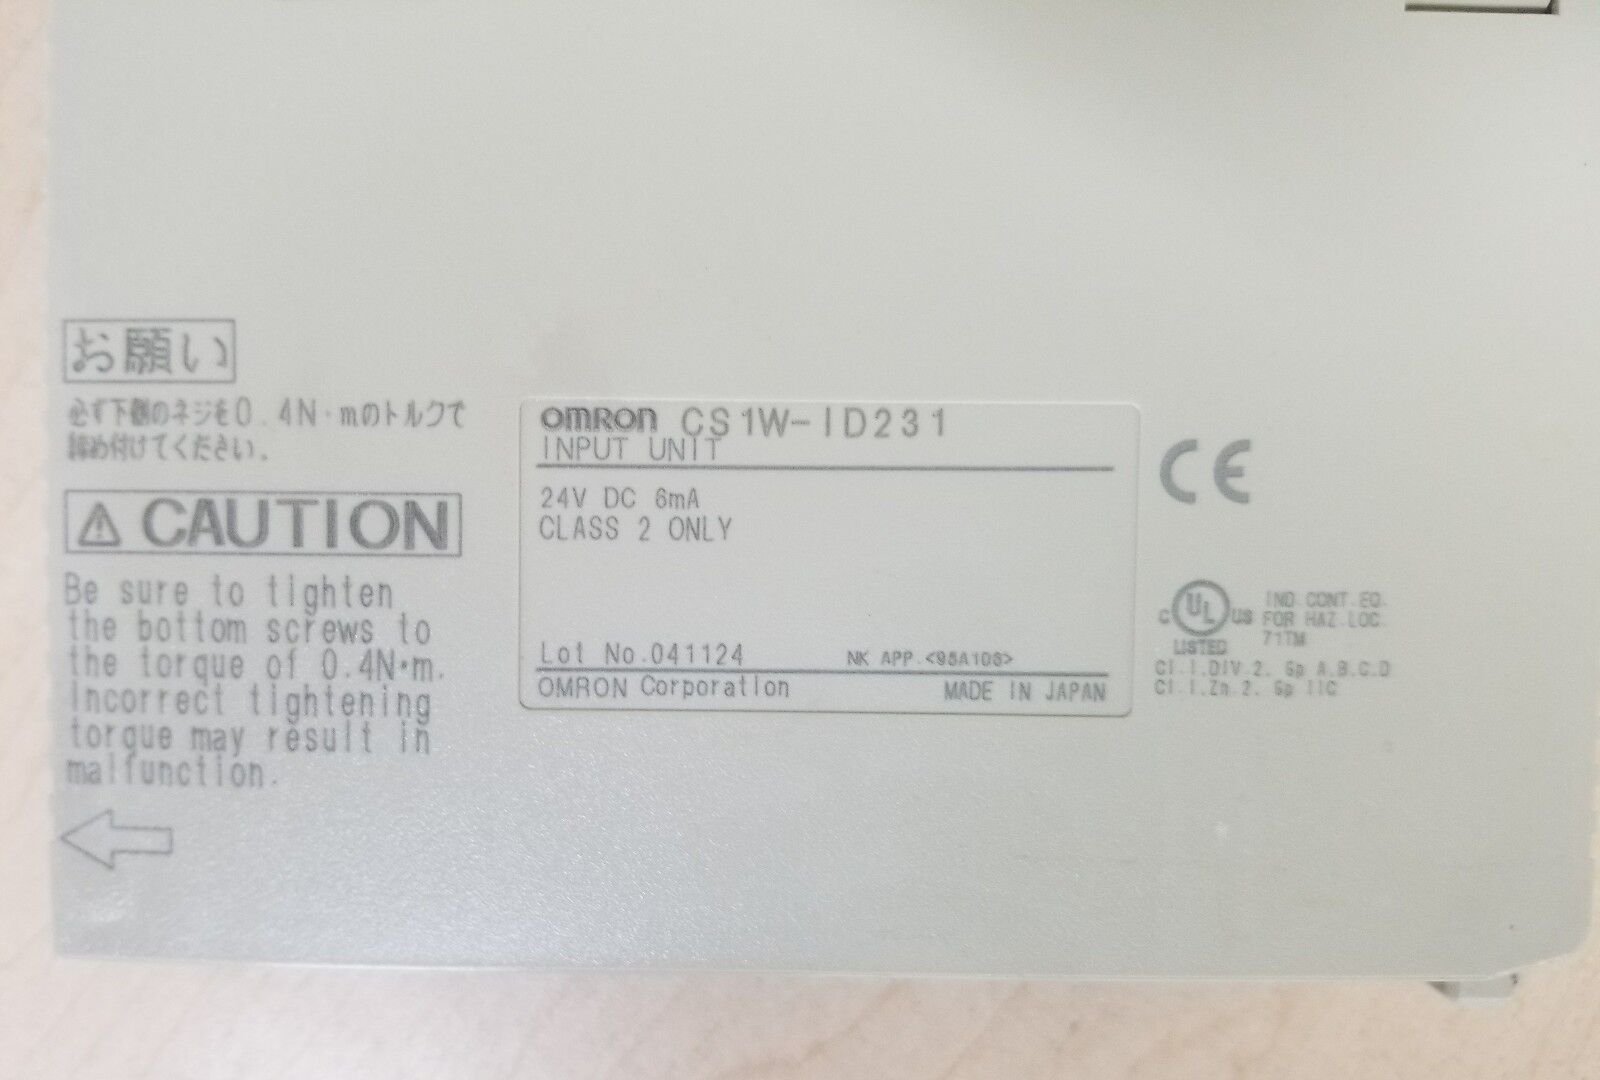 お願い
必ず下側のネジを0.4N・mのトルクで
締め付けてください.
⚠ CAUTION
Be sure to tighten
the bottom screws to
the torque of 0.4N・m.
Incorrect tightening
torque may result in
malfunction.
OMRON CS1W-ID231
INPUT UNIT
24V DC 6mA
CLASS 2 ONLY
Lot No.041124 NK APP.<95A106>
OMRON Corporation MADE IN JAPAN
CE
C UL US
LISTED
IND.CONT.EQ.
FOR HAZ.LOC.
71TM
Cl.I.DIV.2. Gp A.B.C.D
Cl.I.Zn.2. Gp IIC